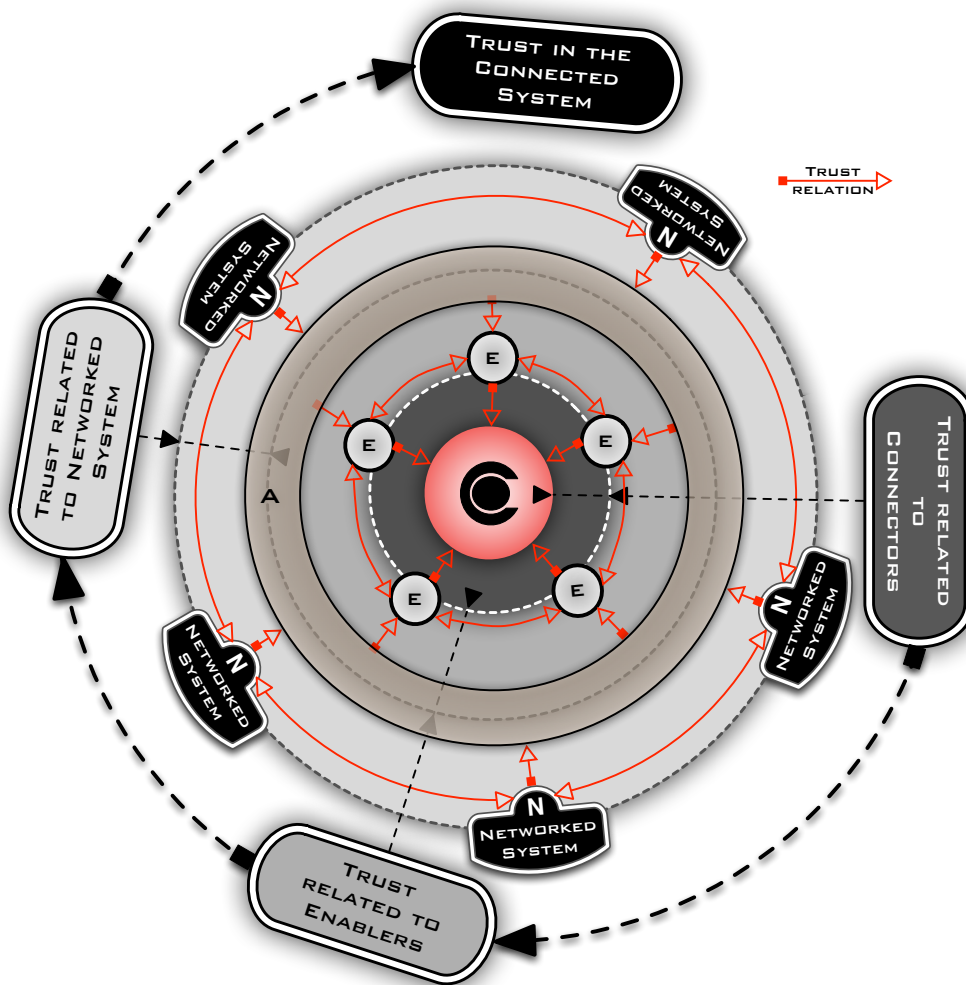 TRUST IN THE
CONNECTED
SYSTEM
TRUST
RELATION
NETWORKED
SYSTEM
N
NETWORKED
SYSTEM
N
TRUST RELATED
TO NETWORKED
SYSTEM
E
E
E
A
C
TRUST RELATED
TO
CONNECTORS
E
E
N
NETWORKED
SYSTEM
N
NETWORKED
SYSTEM
N
NETWORKED
SYSTEM
TRUST
RELATED TO
ENABLERS